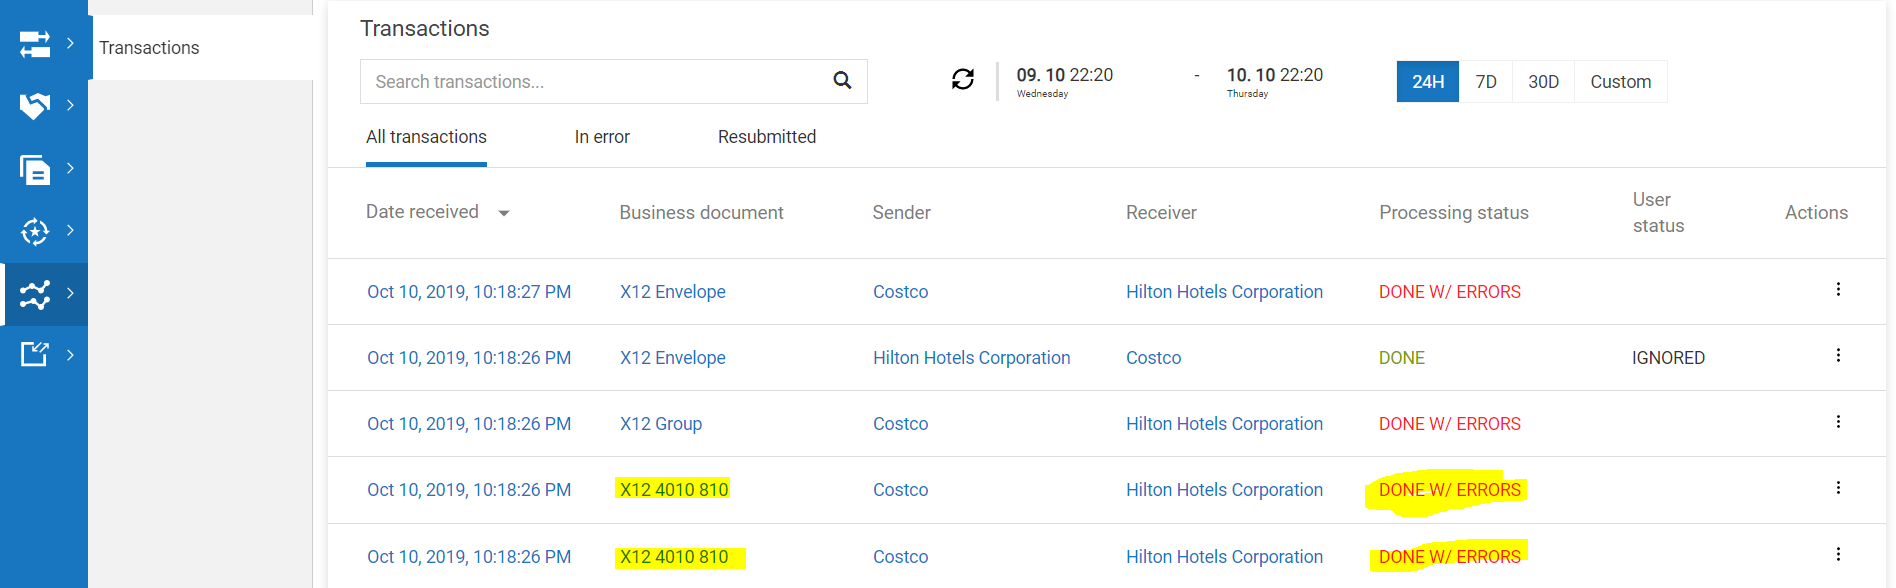 Transactions
Transactions
Search transactions...
09. 10 22:20 - 10. 10 22:20
Wednesday Thursday
24H 7D 30D Custom
All transactions In error Resubmitted
Date received Business document Sender Receiver Processing status User status Actions
Oct 10, 2019, 10:18:27 PM X12 Envelope Costco Hilton Hotels Corporation DONE W/ ERRORS
Oct 10, 2019, 10:18:26 PM X12 Envelope Hilton Hotels Corporation Costco DONE IGNORED
Oct 10, 2019, 10:18:26 PM X12 Group Costco Hilton Hotels Corporation DONE W/ ERRORS
Oct 10, 2019, 10:18:26 PM X12 4010 810 Costco Hilton Hotels Corporation DONE W/ ERRORS
Oct 10, 2019, 10:18:26 PM X12 4010 810 Costco Hilton Hotels Corporation DONE W/ ERRORS